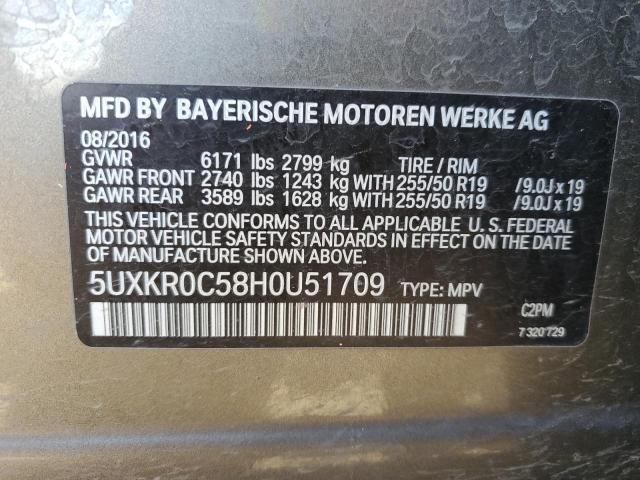 MFD BY BAYERISCHE MOTOREN WERKE AG
08/2016
GVWR 6171 lbs 2799 kg TIRE / RIM
GAWR FRONT 2740 lbs 1243 kg WITH 255/50 R19 /9.0J x 19
GAWR REAR 3589 lbs 1628 kg WITH 255/50 R19 /9.0J x 19
THIS VEHICLE CONFORMS TO ALL APPLICABLE U. S. FEDERAL
MOTOR VEHICLE SAFETY STANDARDS IN EFFECT ON THE DATE
OF MANUFACTURE SHOWN ABOVE.
5UXKR0C58H0U51709 TYPE: MPV
C2PM
7 320 729